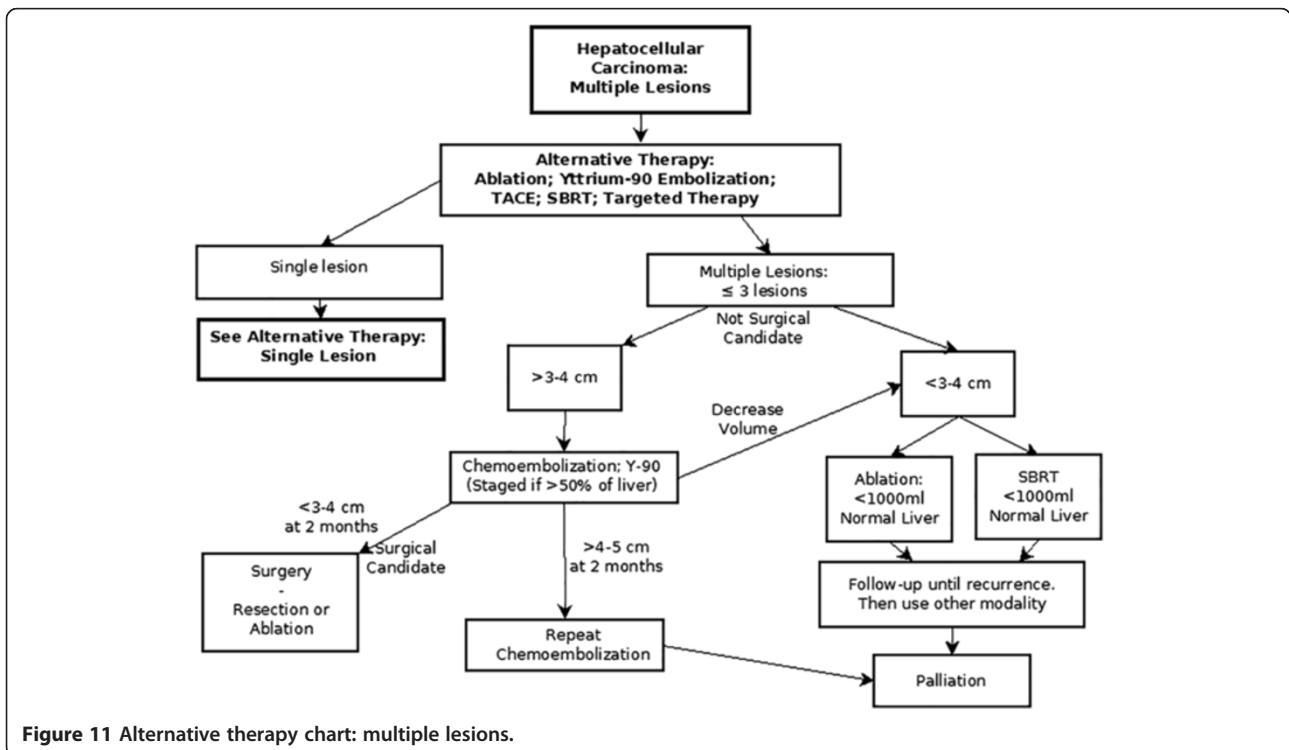 Hepatocellular
Carcinoma:
Multiple Lesions
Alternative Therapy:
Ablation; Yttrium-90 Embolization;
TACE; SBRT; Targeted Therapy
Single lesion
Multiple Lesions:
≤ 3 lesions
See Alternative Therapy:
Single Lesion
Not Surgical
Candidate
>3-4 cm
<3-4 cm
Decrease
Volume
Chemoembolization; Y-90
(Staged if >50% of liver)
Ablation:
<1000ml
Normal Liver
SBRT
<1000ml
Normal Liver
<3-4 cm
at 2 months
Surgical
Candidate
>4-5 cm
at 2 months
Surgery
-
Resection or
Ablation
Follow-up until recurrence.
Then use other modality
Repeat
Chemoembolization
Palliation
Figure 11 Alternative therapy chart: multiple lesions.